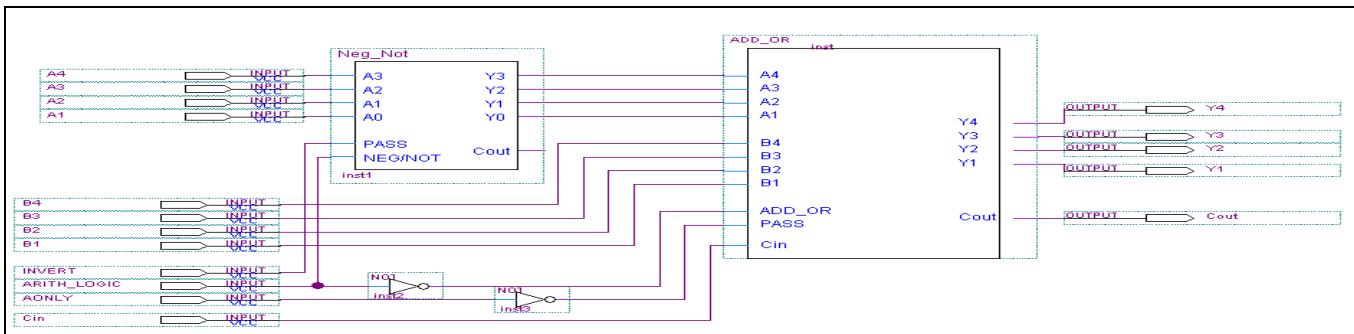 Neg_Not
A3 Y3
A2 Y2
A1 Y1
A0 Y0
PASS
NEG/NOT Cout
inst1
ADD_OR
inst
A4
A3
A2
A1
B4
B3
B2
B1
ADD_OR
PASS
Cin
Y4
Y3
Y2
Y1
Cout
A4 INPUT VCC
A3 INPUT VCC
A2 INPUT VCC
A1 INPUT VCC
B4 INPUT VCC
B3 INPUT VCC
B2 INPUT VCC
B1 INPUT VCC
INVERT INPUT VCC
ARITH_LOGIC INPUT VCC
AONLY INPUT VCC
Cin INPUT VCC
inst2
inst3
OUTPUT Y4
OUTPUT Y3
OUTPUT Y2
OUTPUT Y1
OUTPUT Cout